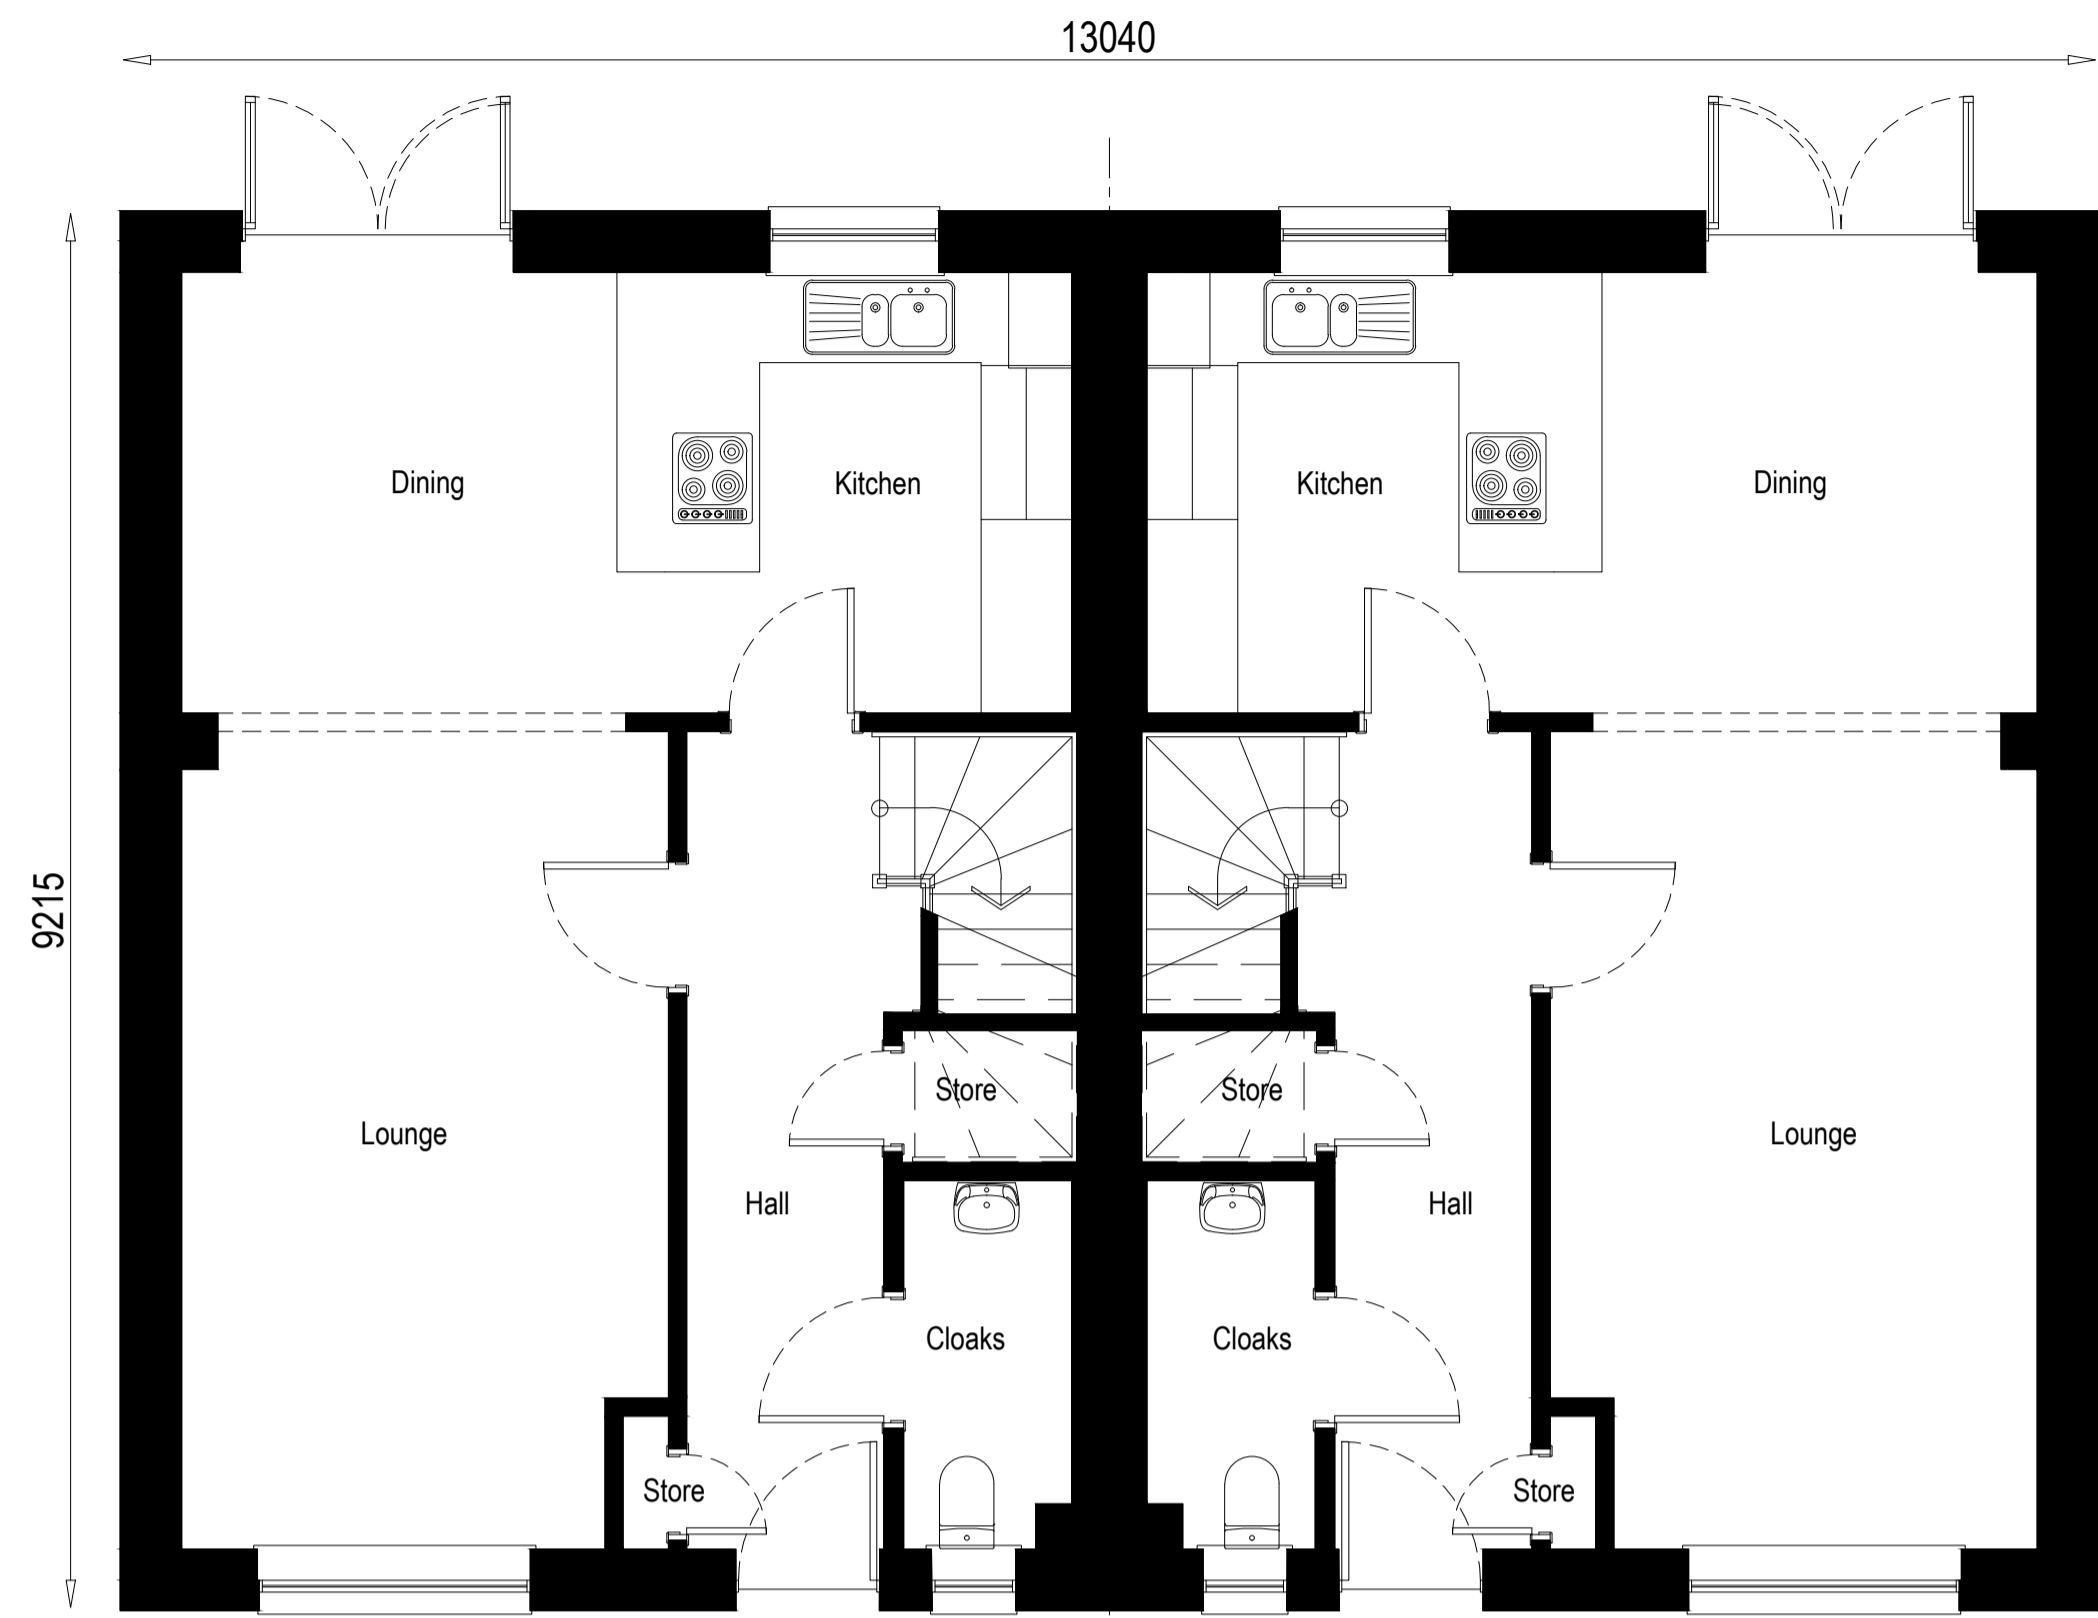 13040
Dining
Kitchen
Kitchen
Dining
9215
Store
Store
Lounge
Lounge
Hall
Hall
Cloaks
Cloaks
Store
Store